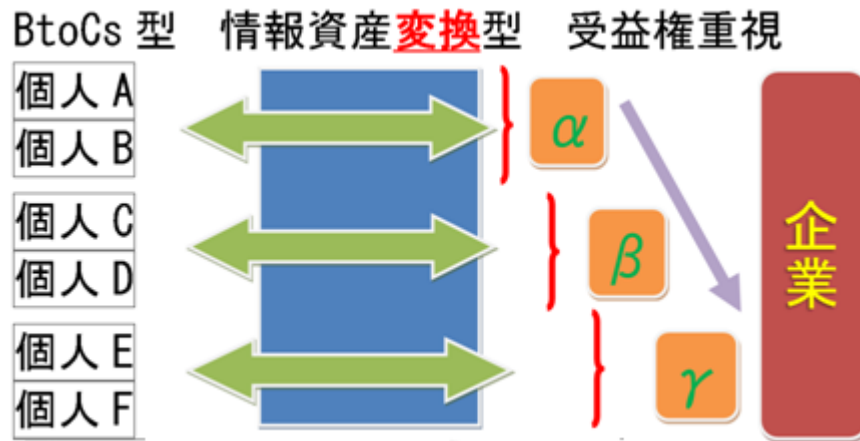 BtoCs 型 情報資産変換型 受益権重視
個人 A
個人 B
個人 C
個人 D
個人 E
個人 F
α
β
γ
企業